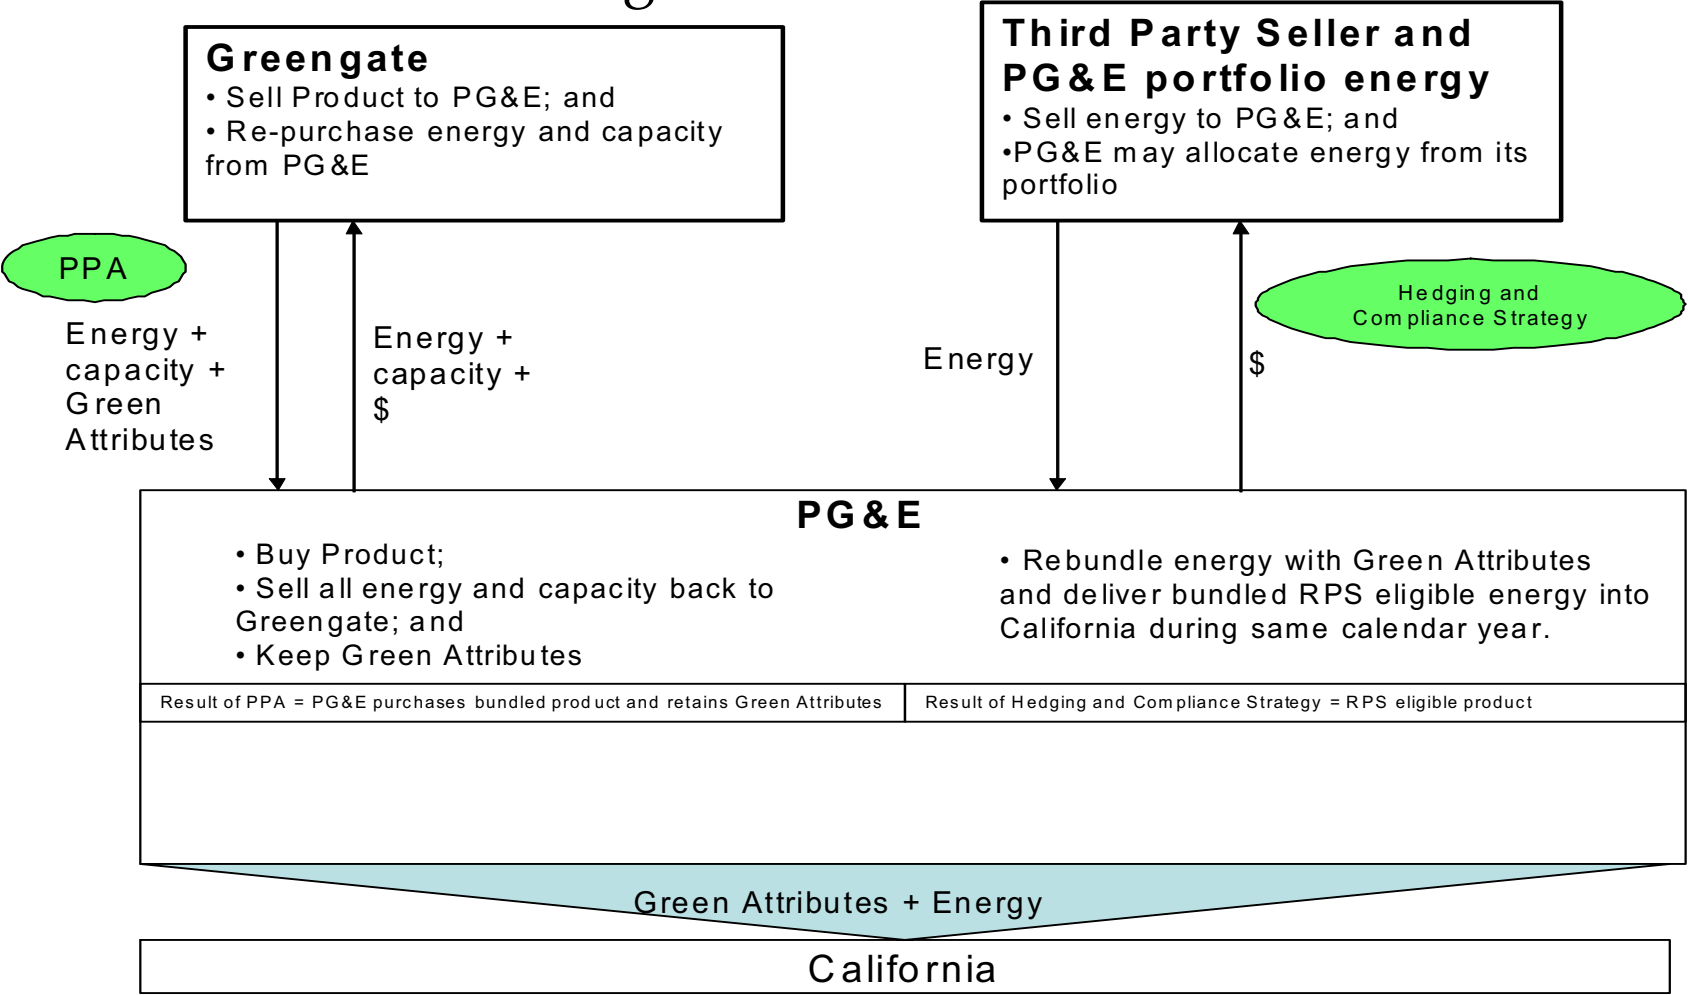 Greengate
• Sell Product to PG&E; and
• Re-purchase energy and capacity
from PG&E
Third Party Seller and
PG&E portfolio energy
• Sell energy to PG&E; and
•PG&E may allocate energy from its
portfolio
PPA
Energy +
capacity +
Green
Attributes
Energy +
capacity +
$
Energy
$
Hedging and
Compliance Strategy
PG&E
• Buy Product;
• Sell all energy and capacity back to
Greengate; and
• Keep Green Attributes
• Rebundle energy with Green Attributes
and deliver bundled RPS eligible energy into
California during same calendar year.
Result of PPA = PG&E purchases bundled product and retains Green Attributes
Result of Hedging and Compliance Strategy = RPS eligible product
Green Attributes + Energy
California